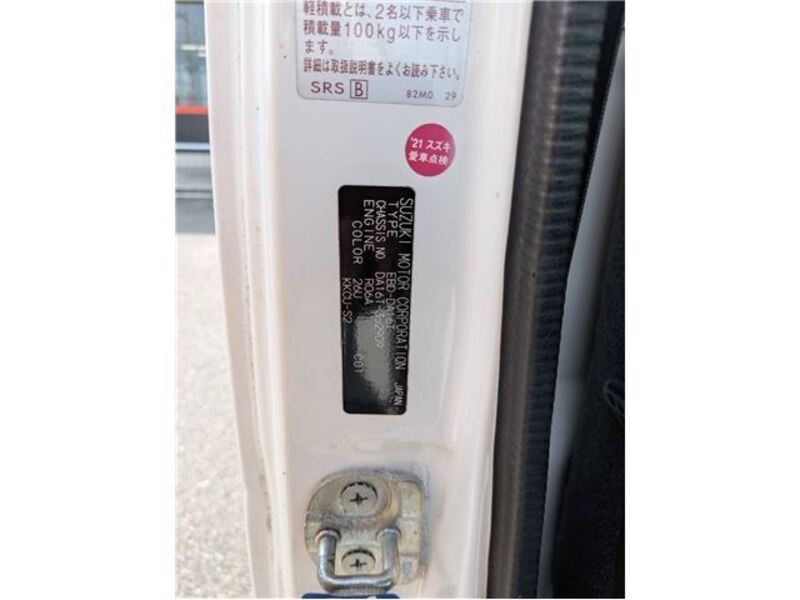 軽積載とは、2名以下乗車で
積載量100kg以下を示し
ます。
詳細は取扱説明書をよくお読み下さい。
SRS B
82M0 29
'21 スズキ
愛車点検
SUZUKI MOTOR CORPORATION JAPAN
TYPE EBD-DA16T
CHASSIS NO
ENGINE R06A
COLOR 26U CBT
KKCU-S2